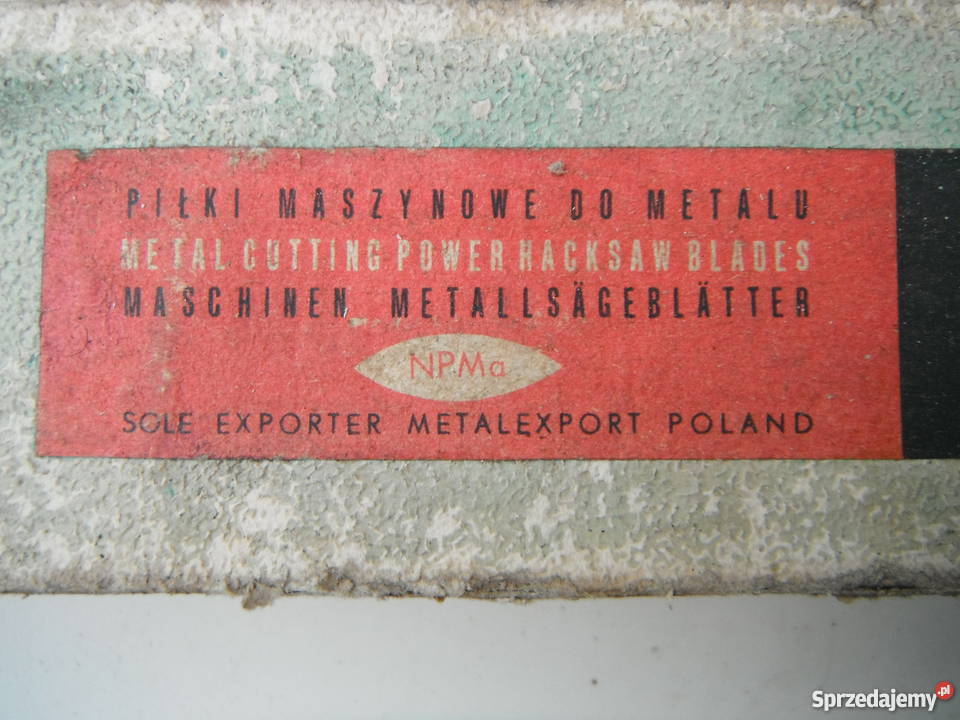 PIŁKI MASZYNOWE DO METALU
METAL CUTTING POWER HACKSAW BLADES
MASCHINEN METALLSÄGEBLÄTTER
NPMa
SOLE EXPORTER METALEXPORT POLAND
Sprzedajemy.pl